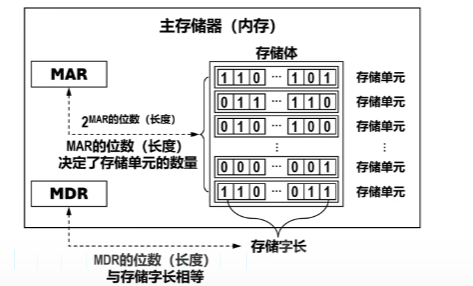 主存储器（内存）
存储体
MAR
1 1 0 ··· 1 0 1 存储单元
0 1 1 ··· 1 1 0 存储单元
2MAR的位数（长度）
0 1 0 ··· 1 0 0 存储单元
MAR的位数（长度）
决定了存储单元的数量
⋮ ⋮
0 0 0 ··· 0 0 1 存储单元
MDR
1 1 0 ··· 0 1 1 存储单元
存储字长
MDR的位数（长度）
与存储字长相等